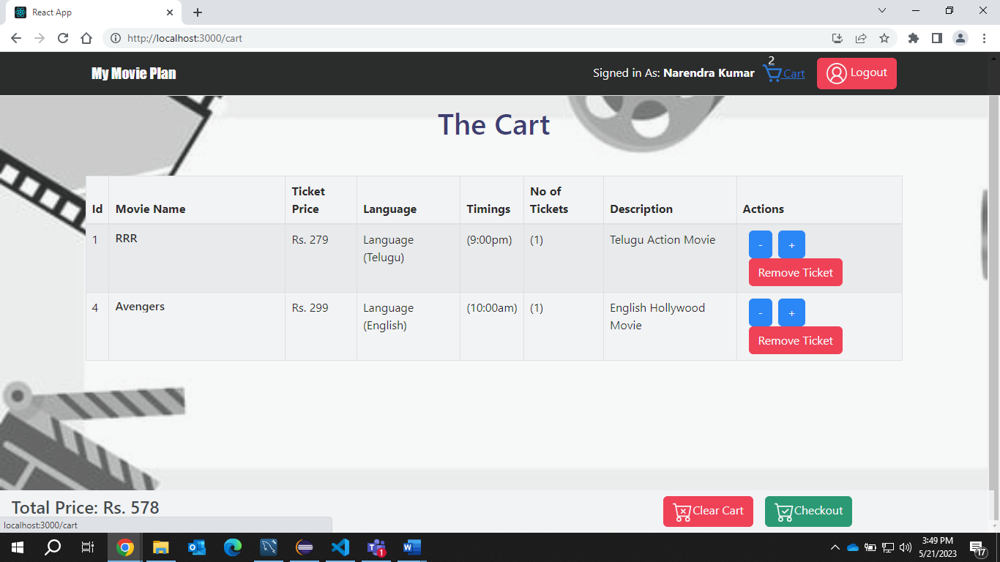 React App
http://localhost:3000/cart
My Movie Plan
Signed in As: Narendra Kumar
2
Cart
Logout
The Cart
Id Movie Name Ticket Price Language Timings No of Tickets Description Actions
1 RRR Rs. 279 Language (Telugu) (9:00pm) (1) Telugu Action Movie - +
Remove Ticket
4 Avengers Rs. 299 Language (English) (10:00am) (1) English Hollywood Movie - +
Remove Ticket
Total Price: Rs. 578
Clear Cart
Checkout
localhost:3000/cart
1
3:49 PM
5/21/2023
17